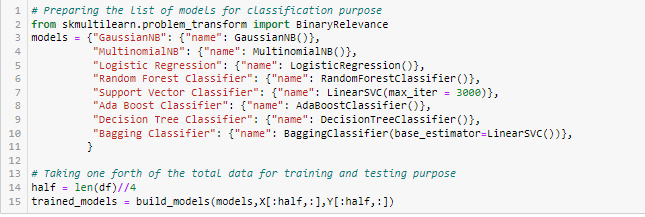 1 # Preparing the list of models for classification purpose
2 from skmultilearn.problem_transform import BinaryRelevance
3 models = {"GaussianNB": {"name": GaussianNB()},
4 "MultinomialNB": {"name": MultinomialNB()},
5 "Logistic Regression": {"name": LogisticRegression()},
6 "Random Forest Classifier": {"name": RandomForestClassifier()},
7 "Support Vector Classifier": {"name": LinearSVC(max_iter = 3000)},
8 "Ada Boost Classifier": {"name": AdaBoostClassifier()},
9 "Decision Tree Classifier": {"name": DecisionTreeClassifier()},
10 "Bagging Classifier": {"name": BaggingClassifier(base_estimator=LinearSVC())},
11 }
12
13 # Taking one forth of the total data for training and testing purpose
14 half = len(df)//4
15 trained_models = build_models(models,X[:half,:],Y[:half,:])